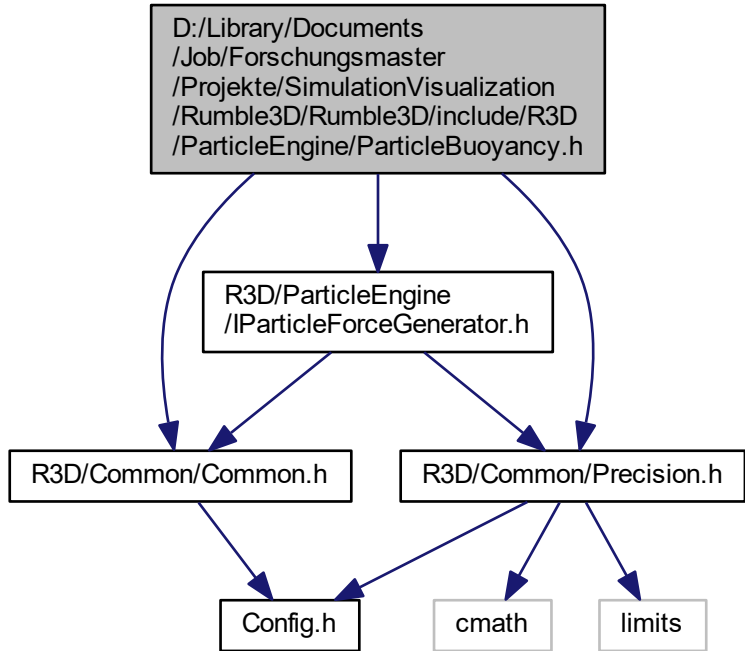 D:/Library/Documents
/Job/Forschungsmaster
/Projekte/SimulationVisualization
/Rumble3D/Rumble3D/include/R3D
/ParticleEngine/ParticleBuoyancy.h
R3D/ParticleEngine
/IParticleForceGenerator.h
R3D/Common/Common.h
R3D/Common/Precision.h
Config.h
cmath
limits